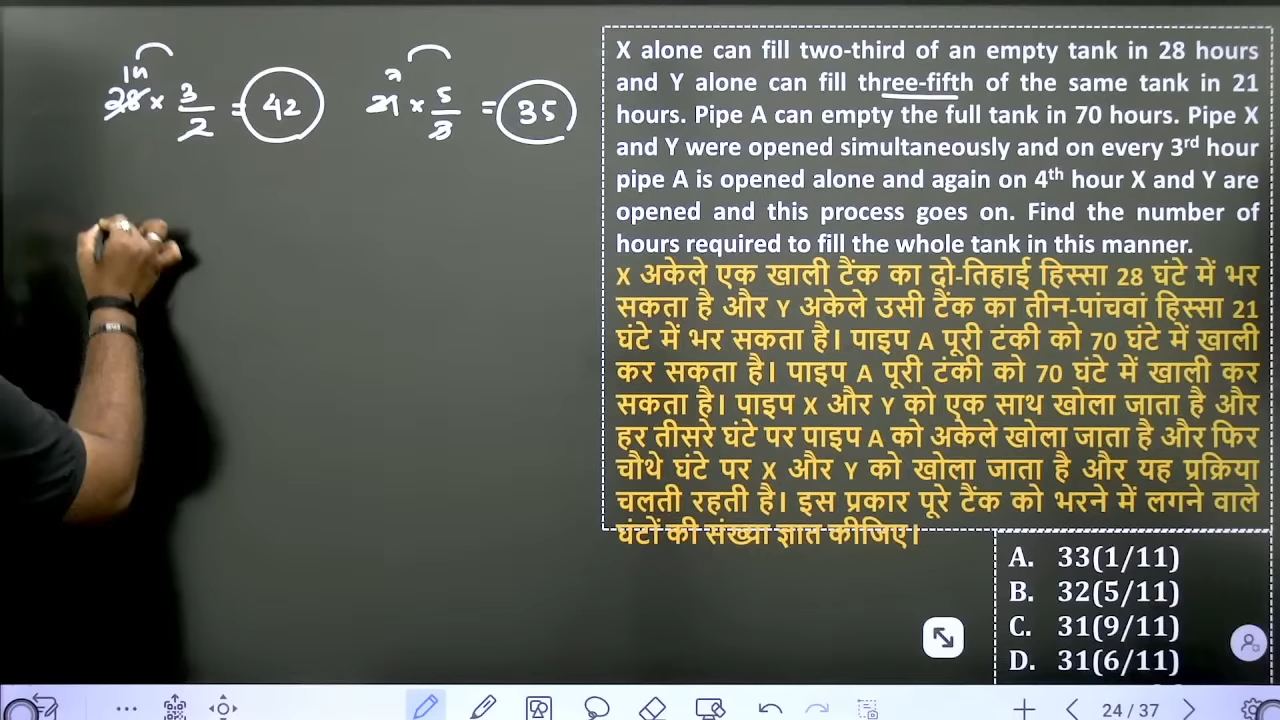 14
28 × 3/2 = 42
7
21 × 5/3 = 35
X alone can fill two-third of an empty tank in 28 hours
and Y alone can fill three-fifth of the same tank in 21
hours. Pipe A can empty the full tank in 70 hours. Pipe X
and Y were opened simultaneously and on every 3rd hour
pipe A is opened alone and again on 4th hour X and Y are
opened and this process goes on. Find the number of
hours required to fill the whole tank in this manner.
X अकेले एक खाली टैंक का दो-तिहाई हिस्सा 28 घंटे में भर
सकता है और Y अकेले उसी टैंक का तीन-पांचवां हिस्सा 21
घंटे में भर सकता है। पाइप A पूरी टंकी को 70 घंटे में खाली
कर सकता है। पाइप A पूरी टंकी को 70 घंटे में खाली कर
सकता है। पाइप X और Y को एक साथ खोला जाता है और
हर तीसरे घंटे पर पाइप A को अकेले खोला जाता है और फिर
चौथे घंटे पर X और Y को खोला जाता है और यह प्रक्रिया
चलती रहती है। इस प्रकार पूरे टैंक को भरने में लगने वाले
घंटों की संख्या ज्ञात कीजिए।
A. 33(1/11)
B. 32(5/11)
C. 31(9/11)
D. 31(6/11)
24 / 37